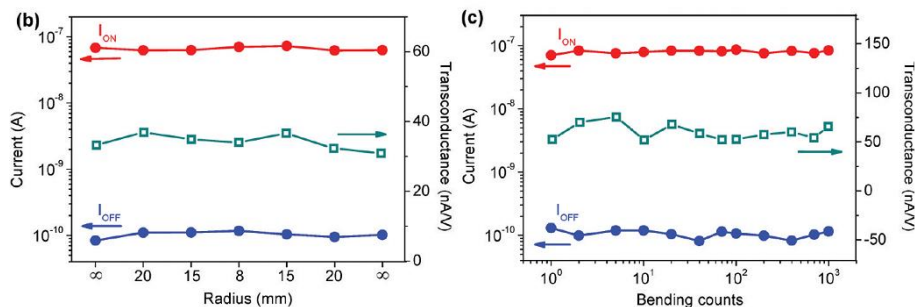 (b)
I_ON
I_OFF
10^-7
10^-8
10^-9
10^-10
Current (A)
∞ 20 15 8 15 20 ∞
Radius (mm)
60
40
20
0
Transconductance (nA/V)
(c)
I_ON
I_OFF
10^-7
10^-8
10^-9
10^-10
Current (A)
10^0 10^1 10^2 10^3
Bending counts
143
100
50
0
-50
Transconductance (nA/V)